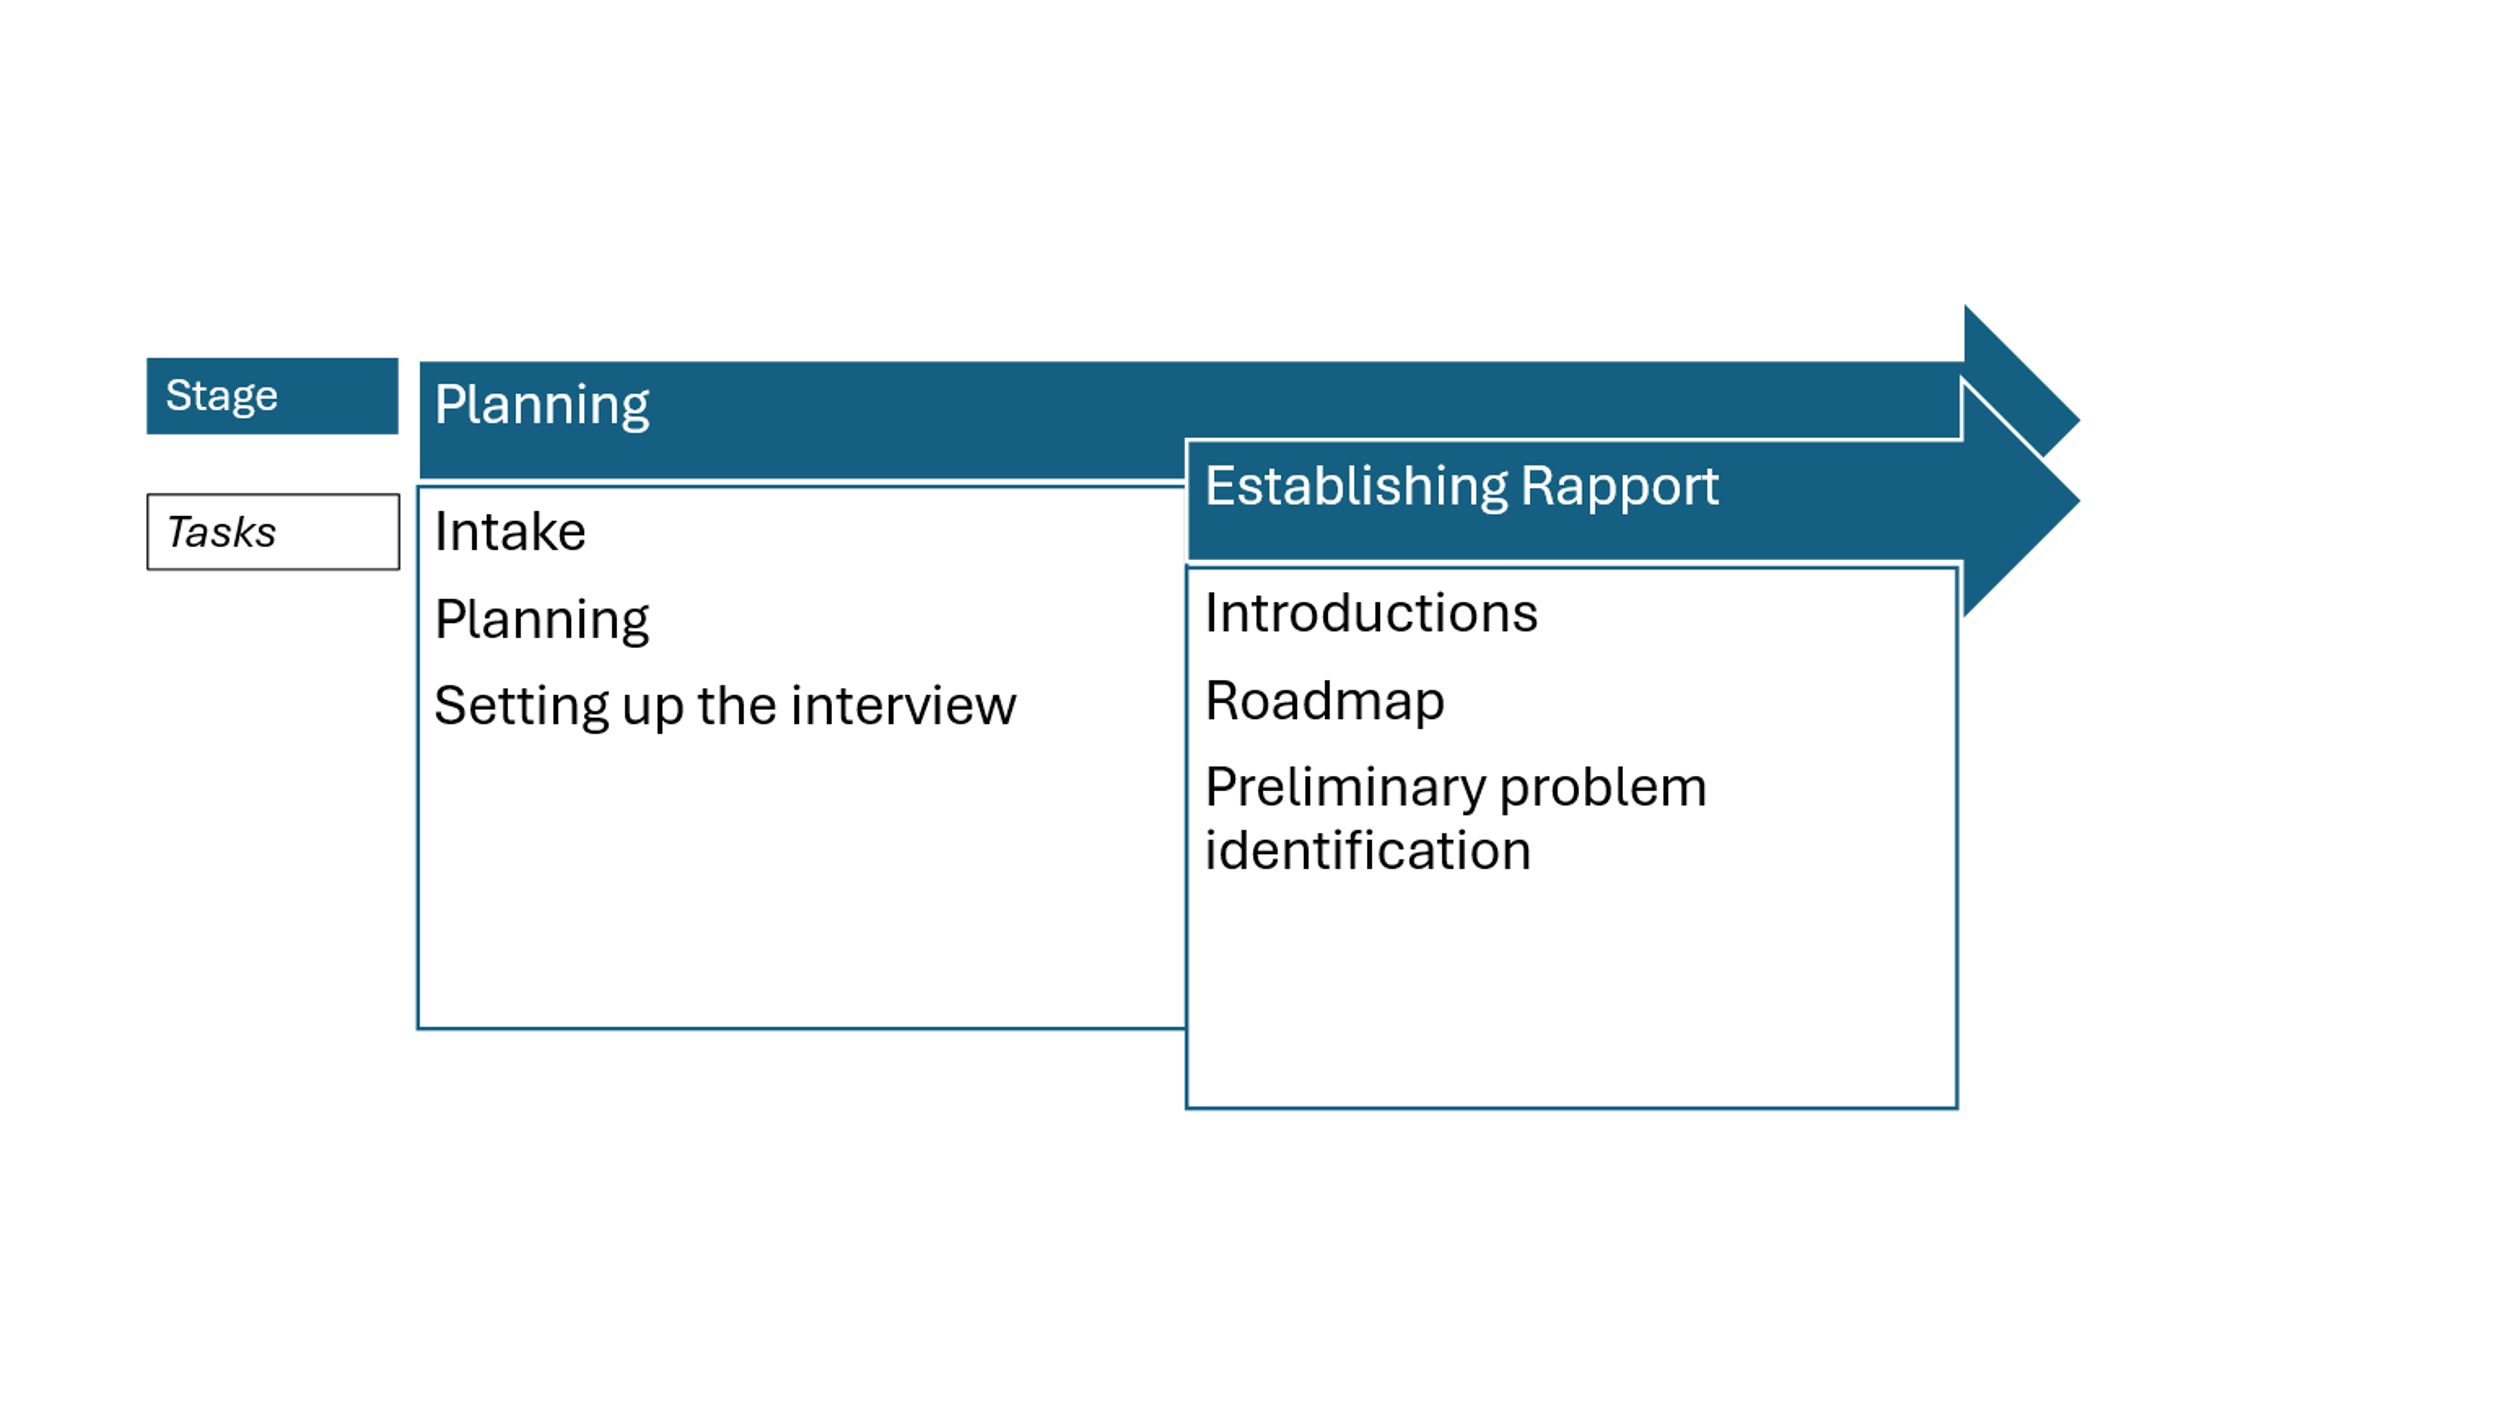 Stage
Planning
Establishing Rapport
Tasks
Intake
Planning
Setting up the interview
Introductions
Roadmap
Preliminary problem
identification